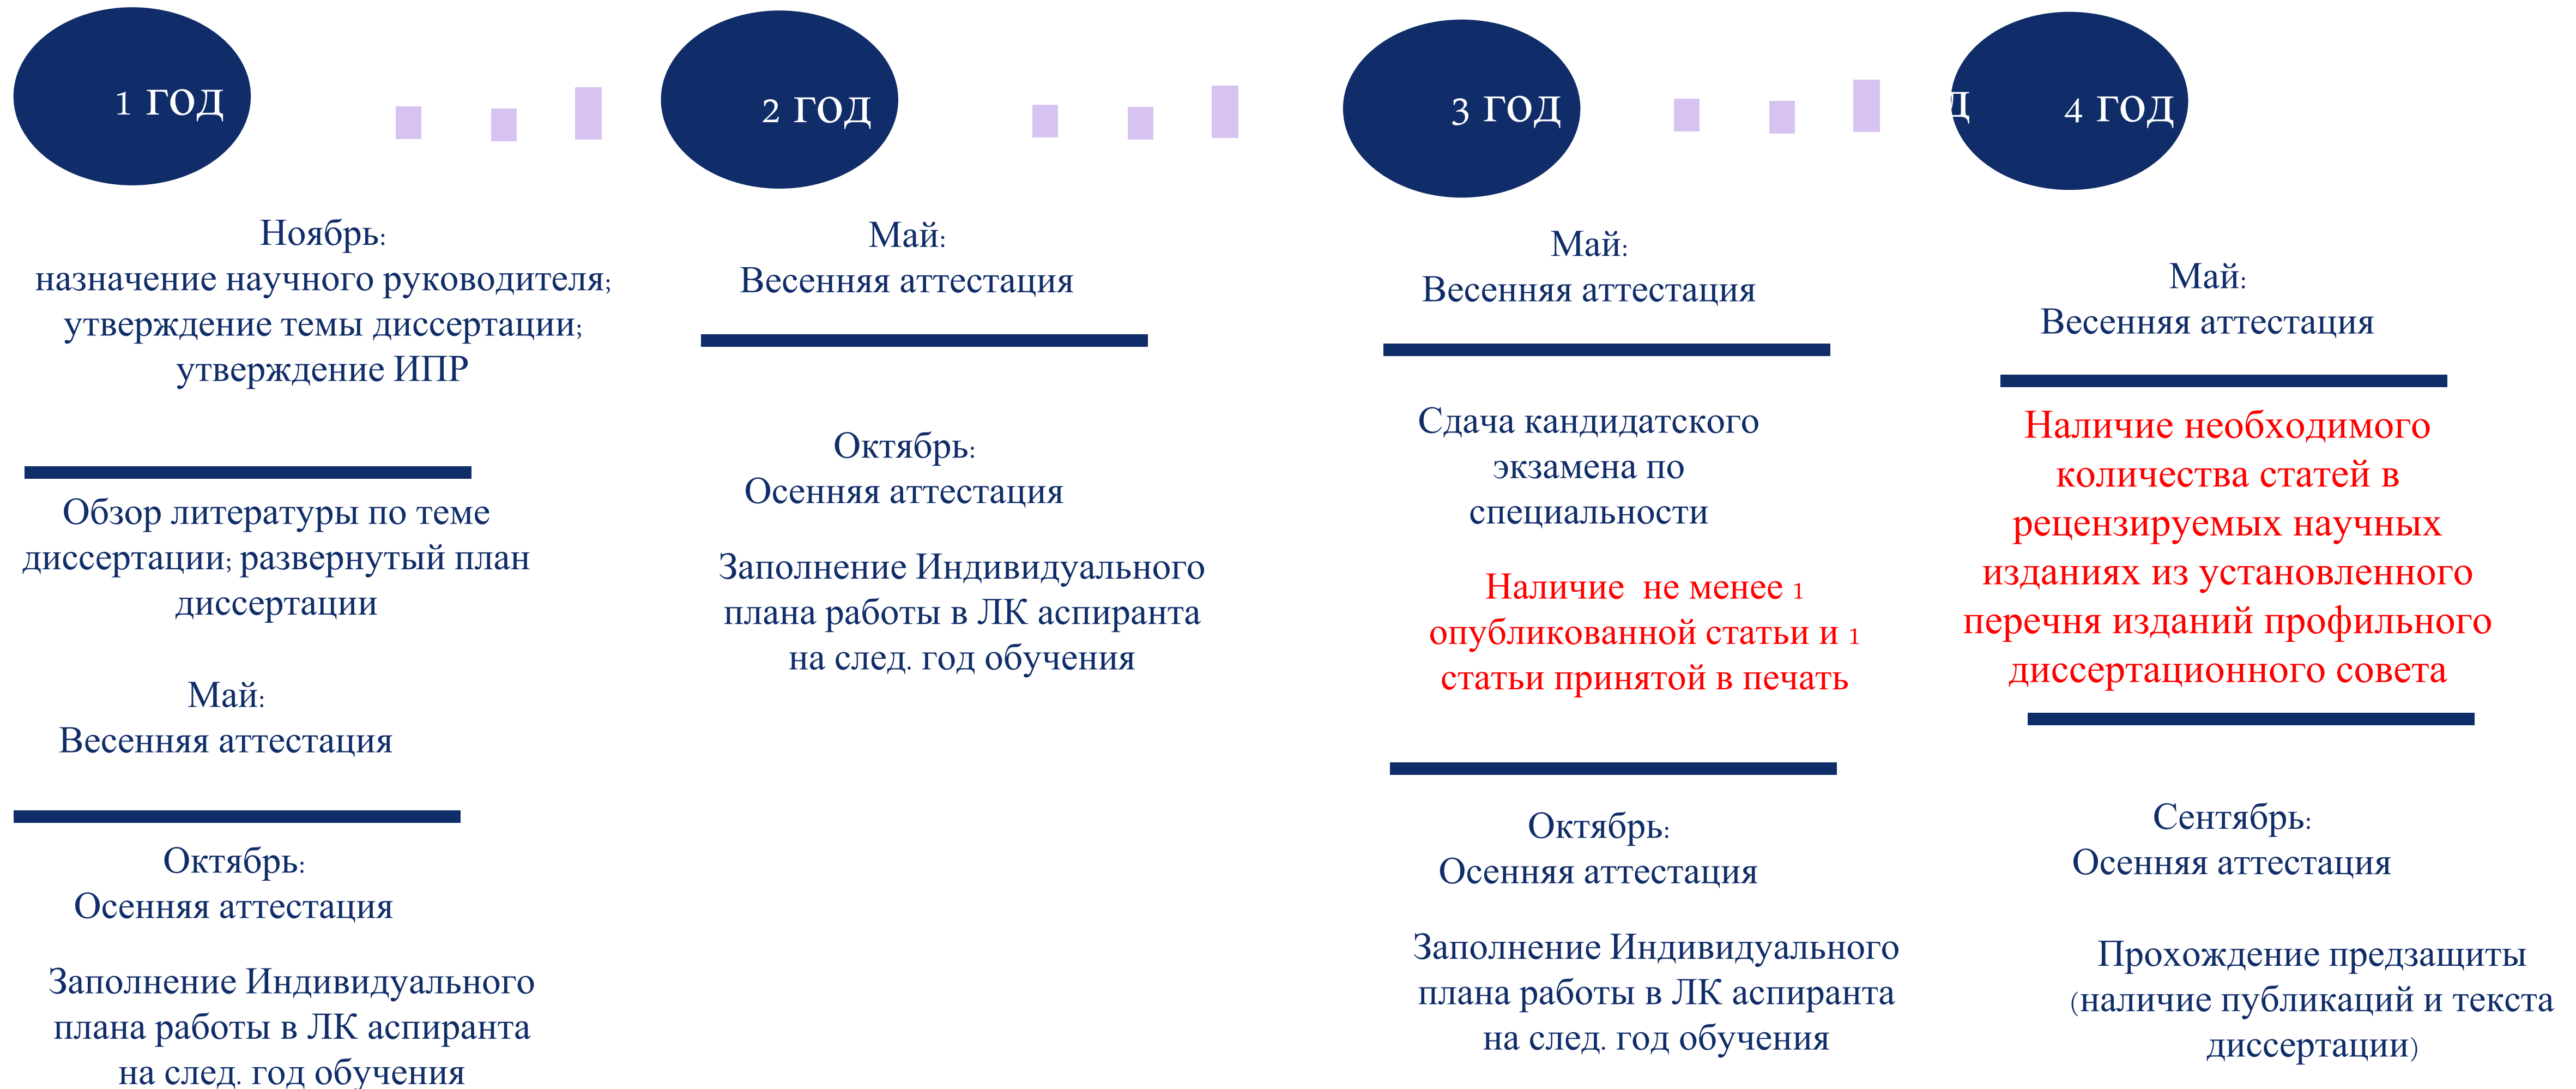 1 год
Ноябрь:
назначение научного руководителя;
утверждение темы диссертации;
утверждение ИПР
Обзор литературы по теме
диссертации; развернутый план
диссертации
Май:
Весенняя аттестация
Октябрь:
Осенняя аттестация
Заполнение Индивидуального
плана работы в ЛК аспиранта
на след. год обучения
2 год
Май:
Весенняя аттестация
Октябрь:
Осенняя аттестация
Заполнение Индивидуального
плана работы в ЛК аспиранта
на след. год обучения
3 год
Май:
Весенняя аттестация
Сдача кандидатского
экзамена по
специальности
Наличие не менее 1
опубликованной статьи и 1
статьи принятой в печать
Октябрь:
Осенняя аттестация
Заполнение Индивидуального
плана работы в ЛК аспиранта
на след. год обучения
д
4 год
Май:
Весенняя аттестация
Наличие необходимого
количества статей в
рецензируемых научных
изданиях из установленного
перечня изданий профильного
диссертационного совета
Сентябрь:
Осенняя аттестация
Прохождение предзащиты
(наличие публикаций и текста
диссертации)